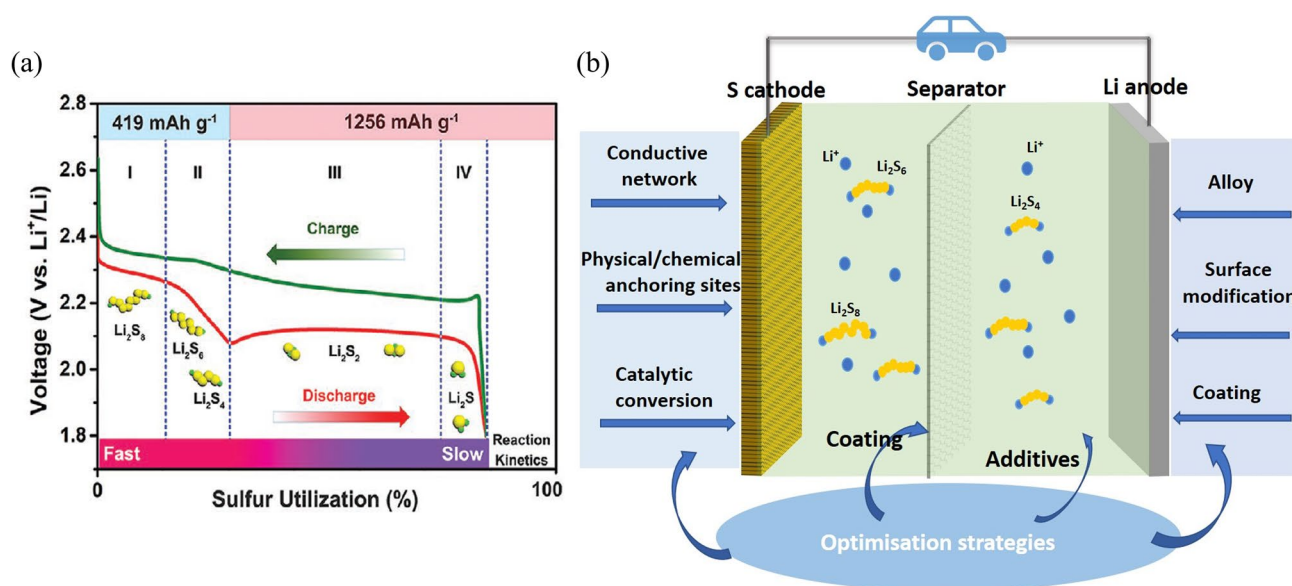 (a)
2.8
2.6
2.4
2.2
2.0
1.8
Voltage (V vs. Li⁺/Li)
419 mAh g⁻¹
1256 mAh g⁻¹
I
II
III
IV
Charge
Li₂S₈
Li₂S₆
Li₂S₄
Li₂S₂
Li₂S
Discharge
Fast
Slow
Reaction
Kinetics
0
100
Sulfur Utilization (%)
(b)
S cathode
Separator
Li anode
Conductive
network
Physical/chemical
anchoring sites
Catalytic
conversion
Li⁺
Li₂S₆
Li₂S₈
Li⁺
Li₂S₄
Coating
Additives
Alloy
Surface
modification
Coating
Optimisation strategies